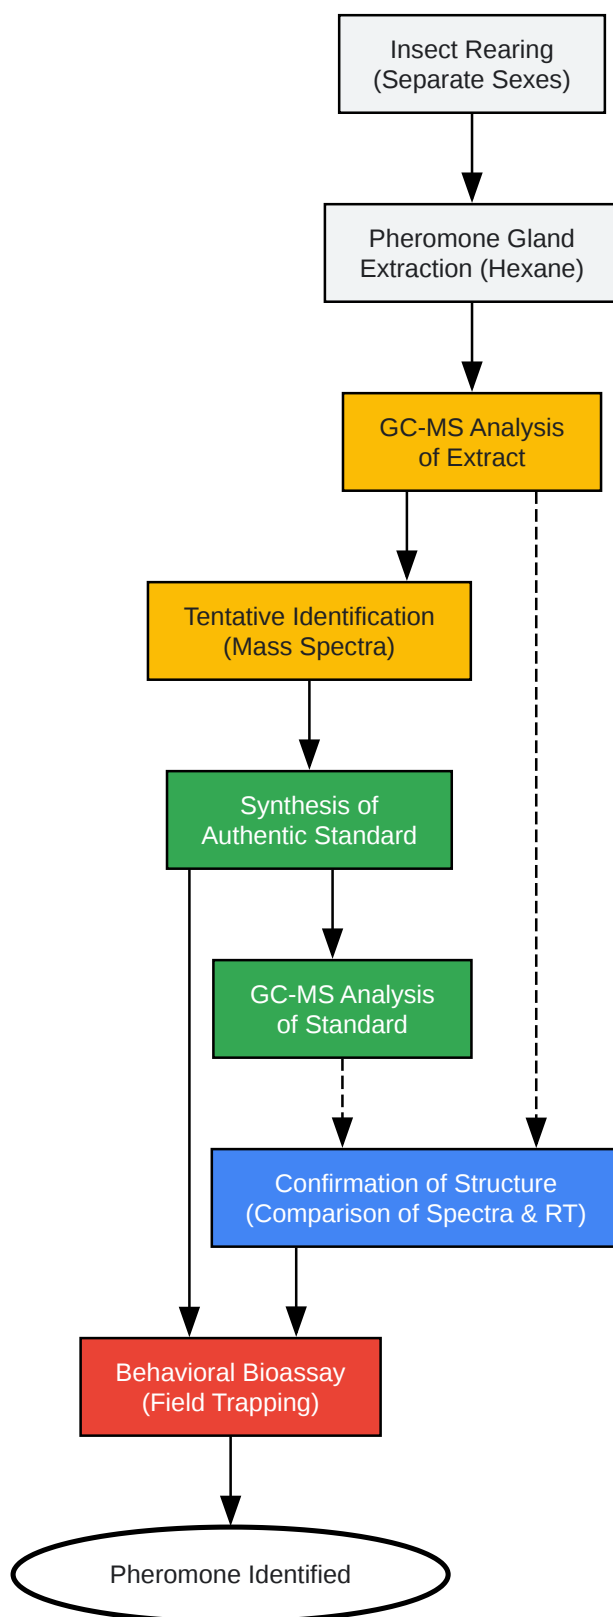 Insect Rearing
(Separate Sexes)
Pheromone Gland
Extraction (Hexane)
GC-MS Analysis
of Extract
Tentative Identification
(Mass Spectra)
Synthesis of
Authentic Standard
GC-MS Analysis
of Standard
Confirmation of Structure
(Comparison of Spectra & RT)
Behavioral Bioassay
(Field Trapping)
Pheromone Identified